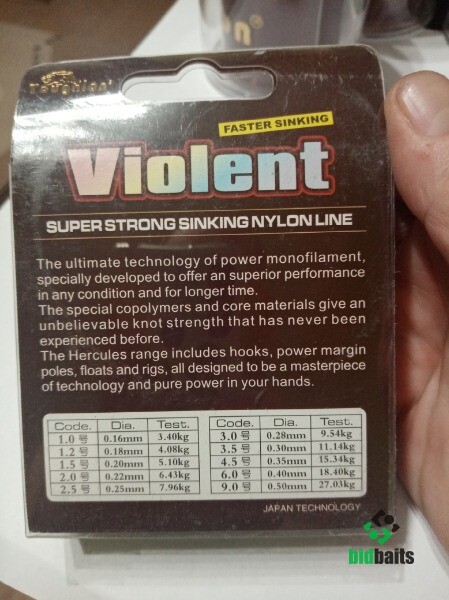 Toughlon
FASTER SINKING
Violent
SUPER STRONG SINKING NYLON LINE
The ultimate technology of power monofilament,
specially developed to offer an superior performance
in any condition and for longer time.
The special copolymers and core materials give an
unbelievable knot strength that has never been
experienced before.
The Hercules range includes hooks, power margin
poles, floats and rigs, all designed to be a masterpiece
of technology and pure power in your hands.
Code. Dia. Test. Code. Dia. Test.
1.0号 0.16mm 3.40kg 3.0号 0.28mm 9.54kg
1.2号 0.18mm 4.08kg 3.5号 0.30mm 11.14kg
1.5号 0.20mm 5.10kg 4.5号 0.35mm 15.34kg
2.0号 0.22mm 6.43kg 6.0号 0.40mm 18.40kg
2.5号 0.25mm 7.96kg 9.0号 0.50mm 27.03kg
JAPAN TECHNOLOGY
bidbaits